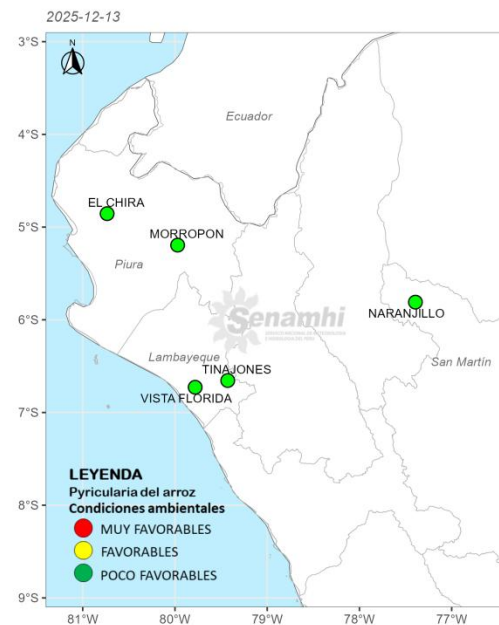 2025-12-13
3°S
N
Ecuador
4°S
EL CHIRA
5°S
MORROPON
Piura
NARANJILLO
6°S
Senamhi
San Martín
Lambayeque
TINAJONES
VISTA FLORIDA
7°S
LEYENDA
Pyricularia del arroz
Condiciones ambientales
8°S
MUY FAVORABLES
FAVORABLES
POCO FAVORABLES
9°S
81°W 80°W 79°W 78°W 77°W